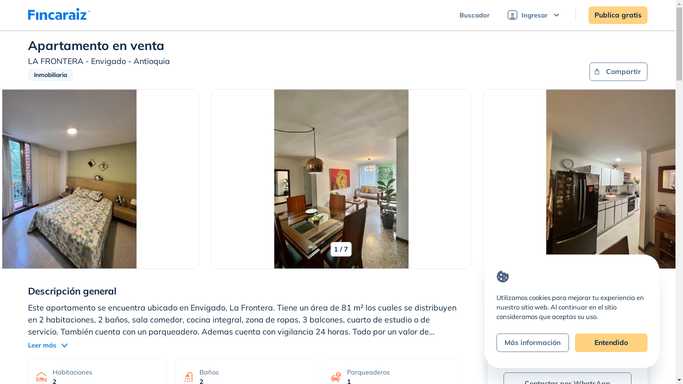 Fincaraiz
Buscador
Ingresar
Publica gratis
Apartamento en venta
LA FRONTERA - Envigado - Antioquia
Inmobiliaria
Compartir
1 / 7
Descripción general
Este apartamento se encuentra ubicado en Envigado, La Frontera. Tiene un área de 81 m² los cuales se distribuyen
en 2 habitaciones, 2 baños, sala comedor, cocina integral, zona de ropas, 3 balcones, cuarto de estudio o de
servicio. También cuenta con un parqueadero. Ademas cuenta con vigilancia 24 horas. Todo por un valor de...
Leer más
Habitaciones
2
Baños
2
Parqueaderos
1
Utilizamos cookies para mejorar tu experiencia en
nuestro sitio web. Al continuar en el sitio
consideramos que aceptas su uso.
Más información
Entendido
Contactar por WhatsApp